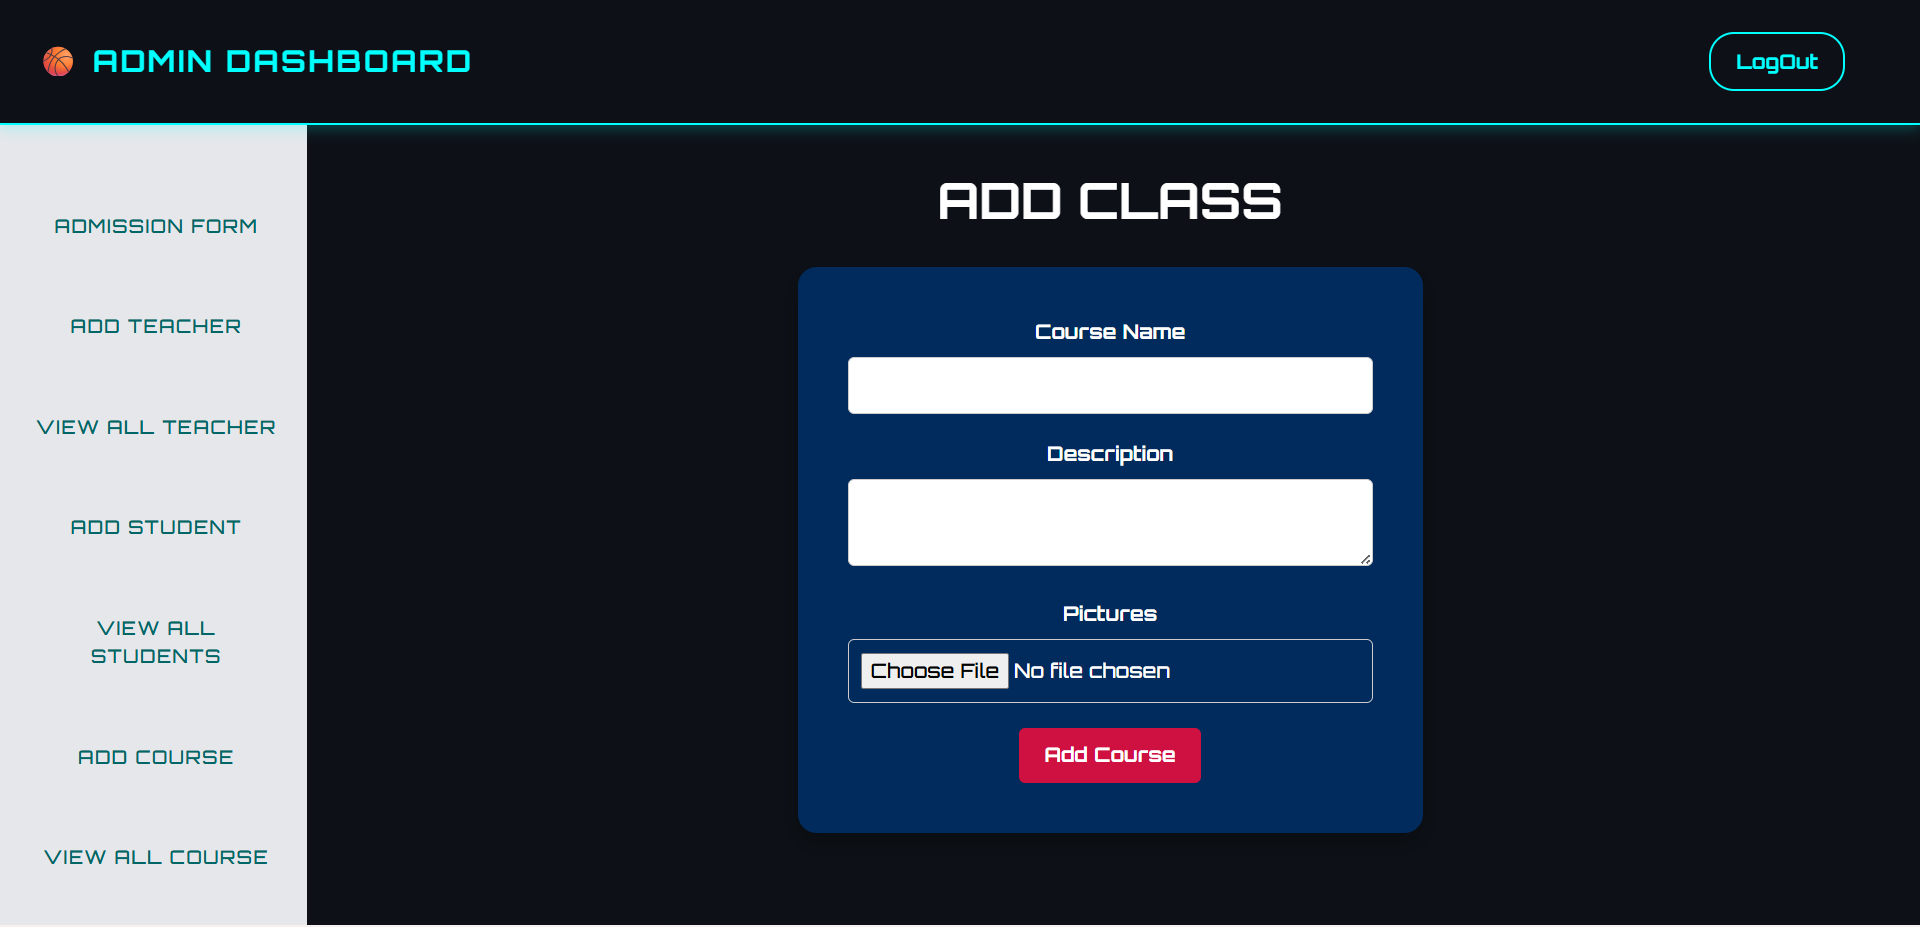 ADMIN DASHBOARD
LogOut
ADMISSION FORM
ADD TEACHER
VIEW ALL TEACHER
ADD STUDENT
VIEW ALL
STUDENTS
ADD COURSE
VIEW ALL COURSE
ADD CLASS
Course Name
Description
Pictures
Choose File No file chosen
Add Course